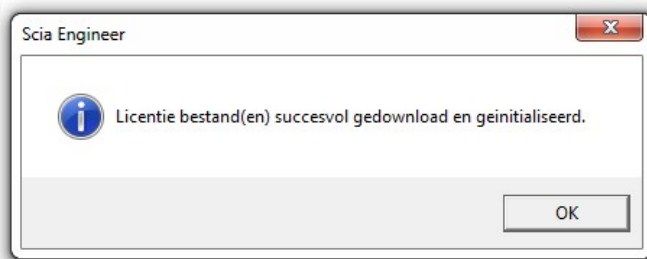 Scia Engineer
Licentie bestand(en) succesvol gedownload en geinitialiseerd.
OK